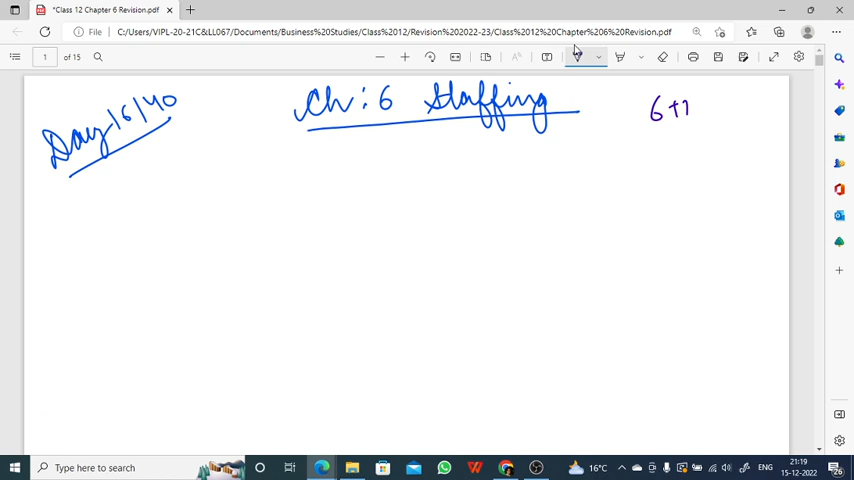 *Class 12 Chapter 6 Revision.pdf
File
C:/Users/VIPL-20-21C&LL067/Documents/Business%20Studies/Class%2012/Revision%202022-23/Class%2012%20Chapter%206%20Revision.pdf
1 of 15
Day-16/40
Ch: 6 Staffing
6+1
Type here to search
16°C
ENG
21:19
15-12-2022
26